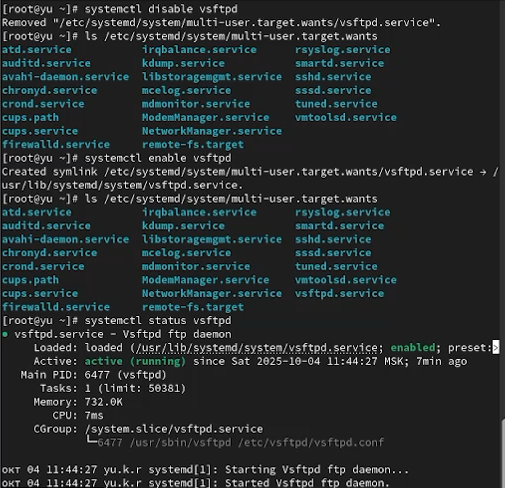 [root@yu ~]# systemctl disable vsftpd
Removed "/etc/systemd/system/multi-user.target.wants/vsftpd.service".
[root@yu ~]# ls /etc/systemd/system/multi-user.target.wants
atd.service irqbalance.service rsyslog.service
auditd.service kdump.service smartd.service
avahi-daemon.service libstoragemgmt.service sshd.service
chronyd.service mcelog.service sssd.service
crond.service mdmonitor.service tuned.service
cups.path ModemManager.service vmtoolsd.service
cups.service NetworkManager.service
firewalld.service remote-fs.target
[root@yu ~]# systemctl enable vsftpd
Created symlink /etc/systemd/system/multi-user.target.wants/vsftpd.service → /
usr/lib/systemd/system/vsftpd.service.
[root@yu ~]# ls /etc/systemd/system/multi-user.target.wants
atd.service irqbalance.service rsyslog.service
auditd.service kdump.service smartd.service
avahi-daemon.service libstoragemgmt.service sshd.service
chronyd.service mcelog.service sssd.service
crond.service mdmonitor.service tuned.service
cups.path ModemManager.service vmtoolsd.service
cups.service NetworkManager.service vsftpd.service
firewalld.service remote-fs.target
[root@yu ~]# systemctl status vsftpd
● vsftpd.service - Vsftpd ftp daemon
Loaded: loaded (/usr/lib/systemd/system/vsftpd.service; enabled; preset:>
Active: active (running) since Sat 2025-10-04 11:44:27 MSK; 7min ago
Main PID: 6477 (vsftpd)
Tasks: 1 (limit: 50381)
Memory: 732.0K
CPU: 7ms
CGroup: /system.slice/vsftpd.service
└─6477 /usr/sbin/vsftpd /etc/vsftpd/vsftpd.conf
окт 04 11:44:27 yu.k.r systemd[1]: Starting Vsftpd ftp daemon...
окт 04 11:44:27 yu.k.r systemd[1]: Started Vsftpd ftp daemon.